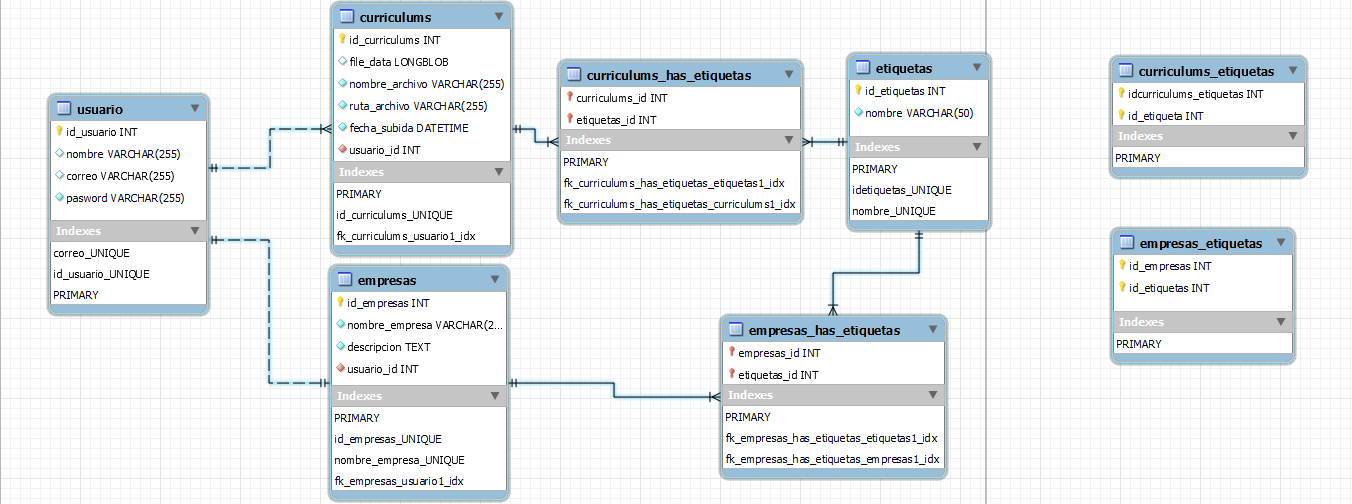 usuario
id_usuario INT
nombre VARCHAR(255)
correo VARCHAR(255)
pasword VARCHAR(255)
Indexes
correo_UNIQUE
id_usuario_UNIQUE
PRIMARY
curriculums
id_curriculums INT
file_data LONGBLOB
nombre_archivo VARCHAR(255)
ruta_archivo VARCHAR(255)
fecha_subida DATETIME
usuario_id INT
Indexes
PRIMARY
id_curriculums_UNIQUE
fk_curriculums_usuario1_idx
empresas
id_empresas INT
nombre_empresa VARCHAR(2...
descripcion TEXT
usuario_id INT
Indexes
PRIMARY
id_empresas_UNIQUE
nombre_empresa_UNIQUE
fk_empresas_usuario1_idx
curriculums_has_etiquetas
curriculums_id INT
etiquetas_id INT
Indexes
PRIMARY
fk_curriculums_has_etiquetas_etiquetas1_idx
fk_curriculums_has_etiquetas_curriculums1_idx
etiquetas
id_etiquetas INT
nombre VARCHAR(50)
Indexes
PRIMARY
idetiquetas_UNIQUE
nombre_UNIQUE
empresas_has_etiquetas
empresas_id INT
etiquetas_id INT
Indexes
PRIMARY
fk_empresas_has_etiquetas_etiquetas1_idx
fk_empresas_has_etiquetas_empresas1_idx
curriculums_etiquetas
idcurriculums_etiquetas INT
id_etiqueta INT
Indexes
PRIMARY
empresas_etiquetas
id_empresas INT
id_etiquetas INT
Indexes
PRIMARY